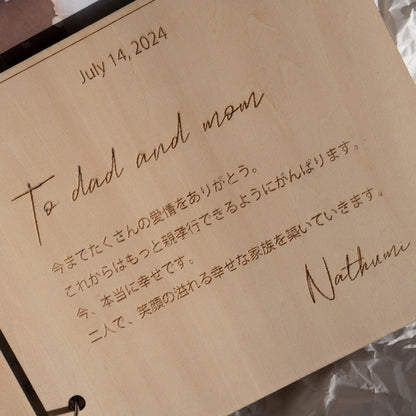 July 14, 2024
To dad and mom
今までたくさんの愛情をありがとう。
これからはもっと親孝行できるようにがんばります。
今、本当に幸せです。
二人で、笑顔の溢れる幸せな家族を築いていきます。
Nathumi